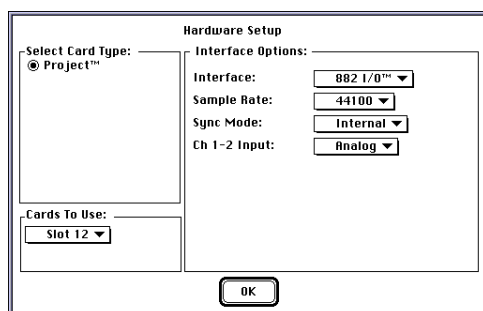 Hardware Setup
Select Card Type:
Project™
Interface Options:
Interface: 882 I/O™
Sample Rate: 44100
Sync Mode: Internal
Ch 1-2 Input: Analog
Cards To Use:
Slot 12
OK